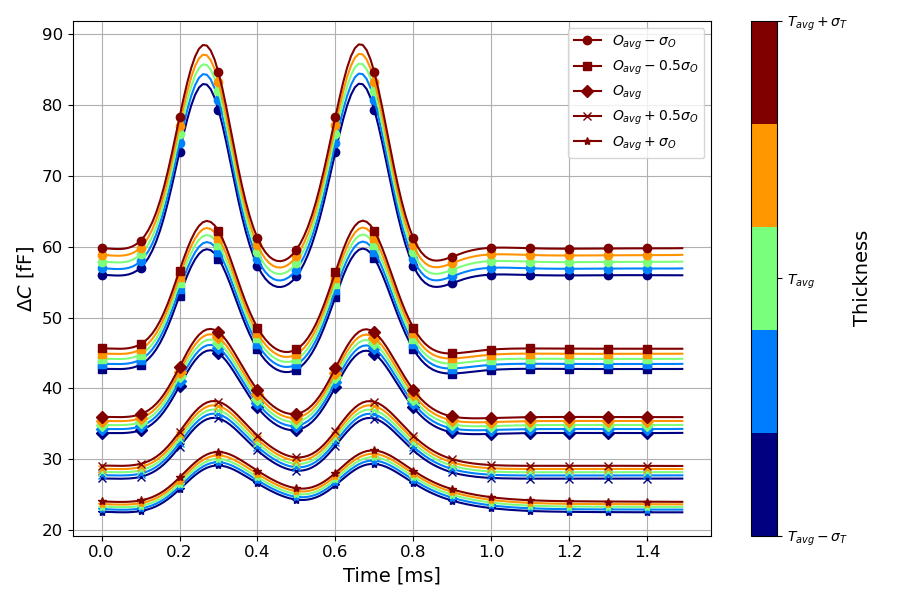 90
80
70
60
50
40
30
20
ΔC [fF]
0.0 0.2 0.4 0.6 0.8 1.0 1.2 1.4
Time [ms]
O_avg − σ_O
O_avg − 0.5σ_O
O_avg
O_avg + 0.5σ_O
O_avg + σ_O
T_avg + σ_T
T_avg
T_avg − σ_T
Thickness